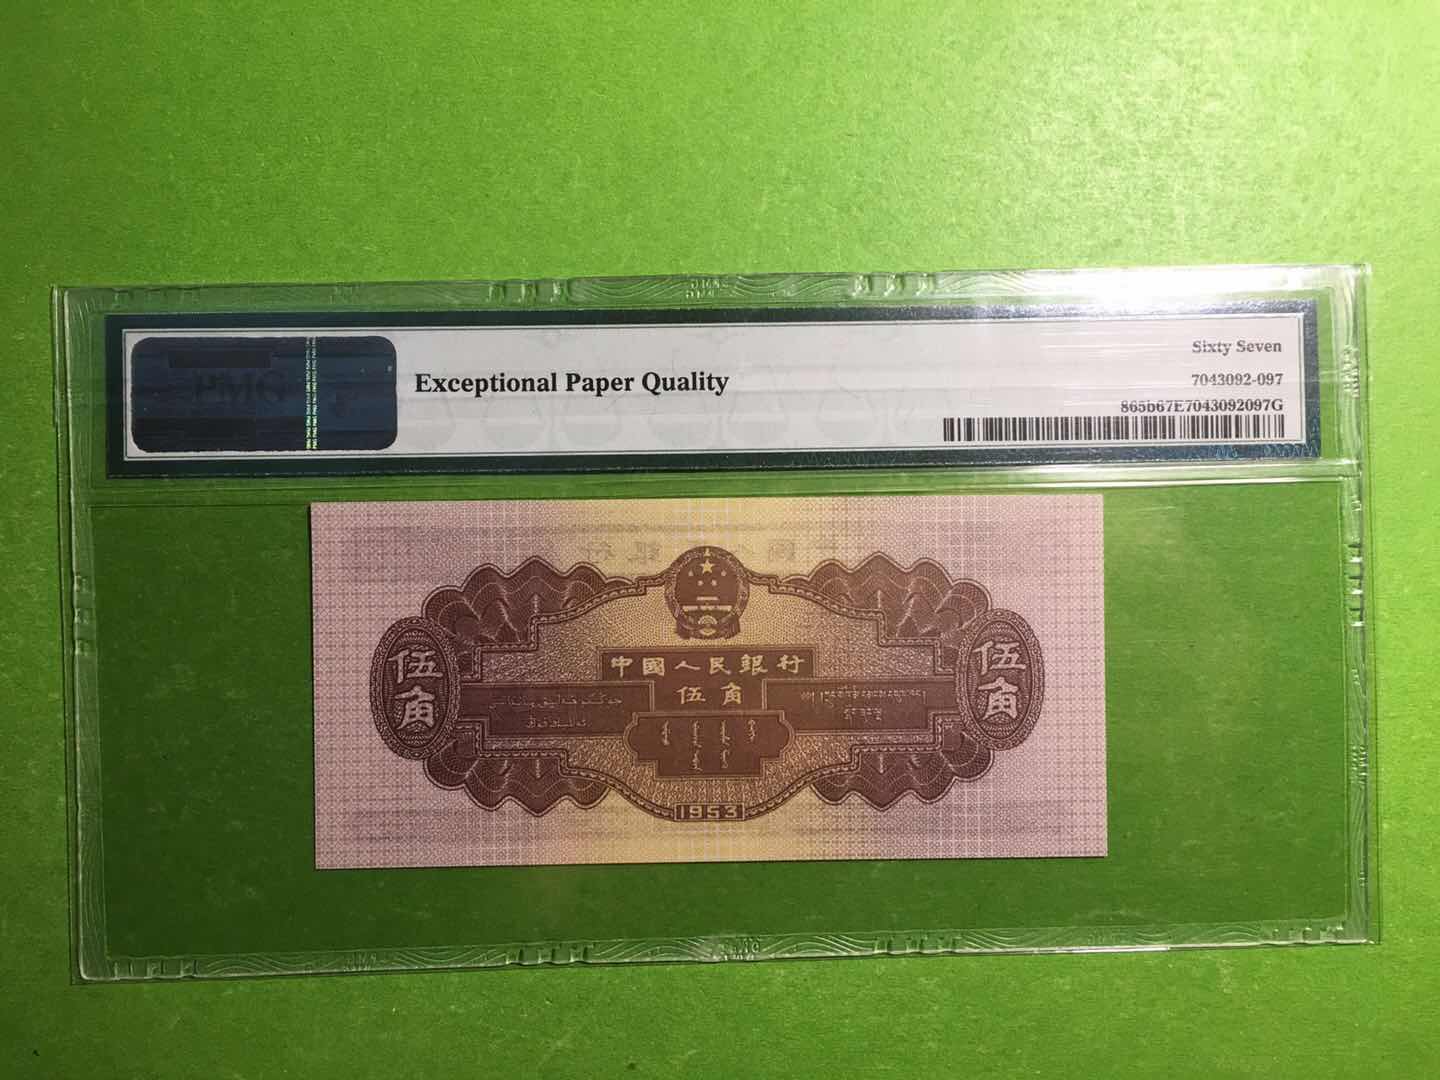 PMG
Exceptional Paper Quality
Sixty Seven
7043092-097
865b67E7043092097G
中國人民銀行
伍角
伍角
伍角
1953